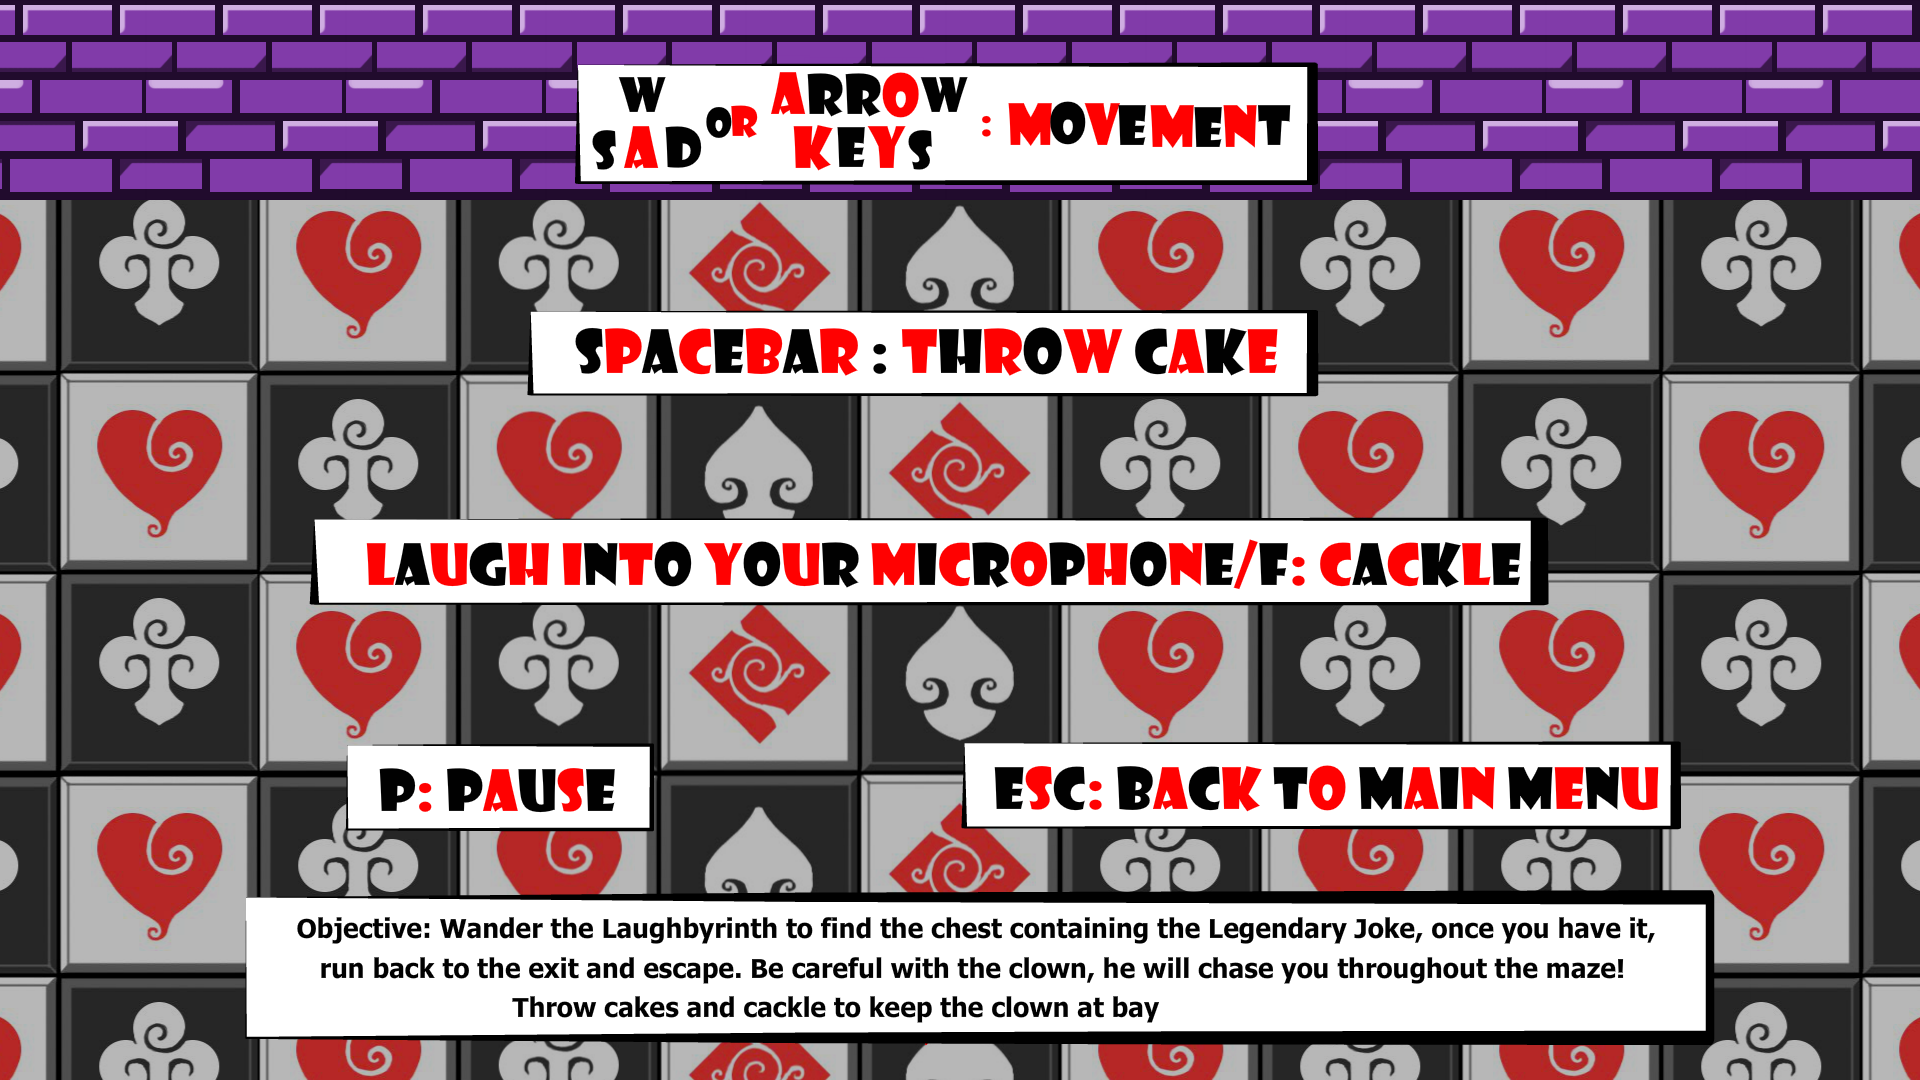 W OR ARROW : MOVEMENT
SAD KEYS
SPACEBAR : THROW CAKE
LAUGH INTO YOUR MICROPHONE/F: CACKLE
P: PAUSE
ESC: BACK TO MAIN MENU
Objective: Wander the Laughbyrinth to find the chest containing the Legendary Joke, once you have it,
run back to the exit and escape. Be careful with the clown, he will chase you throughout the maze!
Throw cakes and cackle to keep the clown at bay